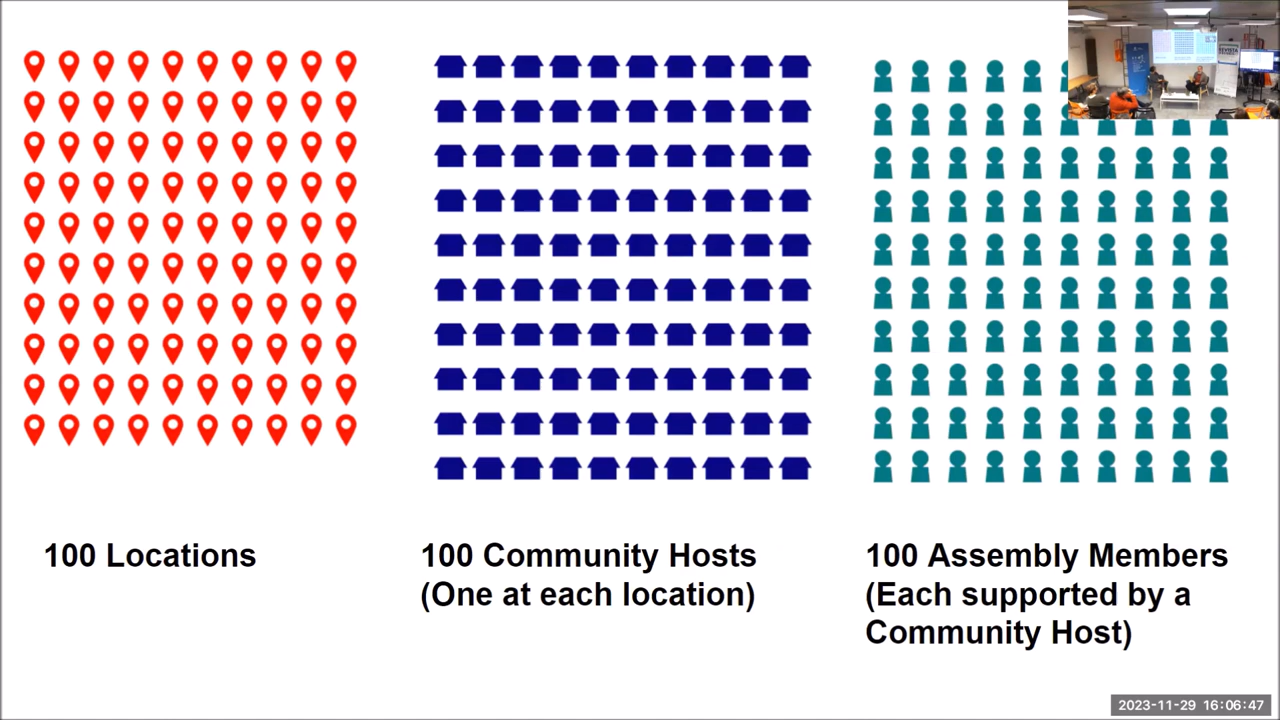 100 Locations
100 Community Hosts
(One at each location)
100 Assembly Members
(Each supported by a
Community Host)
2023-11-29 16:06:47